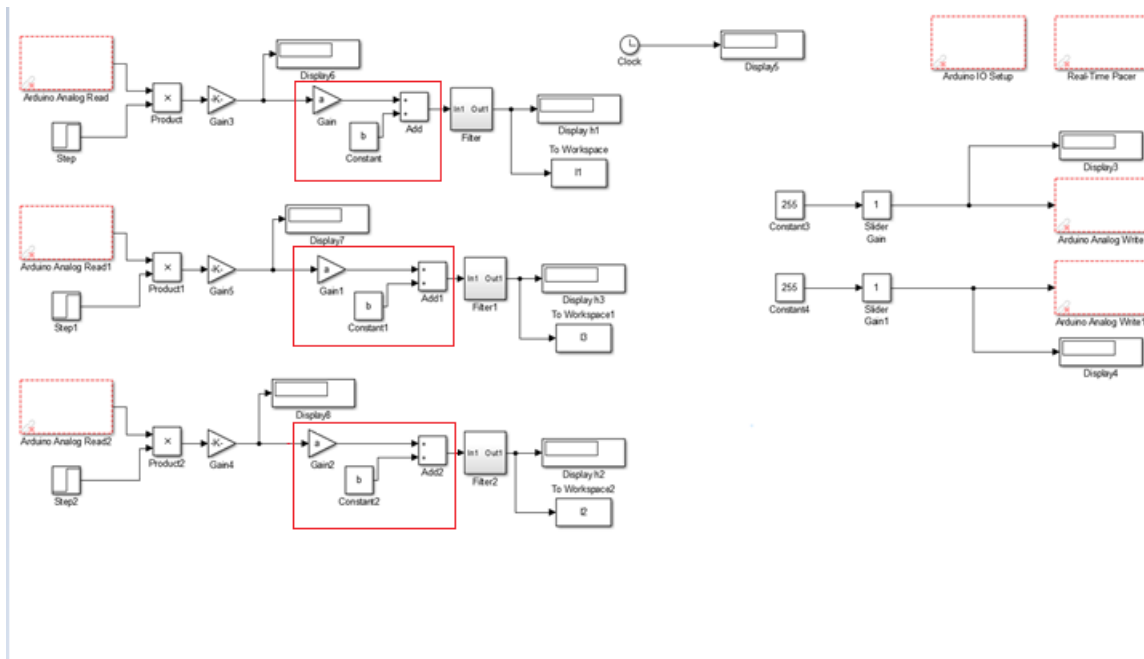 Arduino Analog Read
Step
×
Product
-K-
Gain3
Display6
a
Gain
b
Constant
+
+
Add
In1 Out1
Filter
Display h1
To Workspace
l1
Clock
Display5
Arduino IO Setup
Real-Time Pacer
Arduino Analog Read1
Step1
×
Product1
-K-
Gain5
Display7
a
Gain1
b
Constant1
+
+
Add1
In1 Out1
Filter1
Display h3
To Workspace1
l3
Arduino Analog Read2
Step2
×
Product2
-K-
Gain4
Display8
a
Gain2
b
Constant2
+
+
Add2
In1 Out1
Filter2
Display h2
To Workspace2
l2
255
Constant3
1
Slider
Gain
Display3
Arduino Analog Write
255
Constant4
1
Slider
Gain1
Arduino Analog Write1
Display4